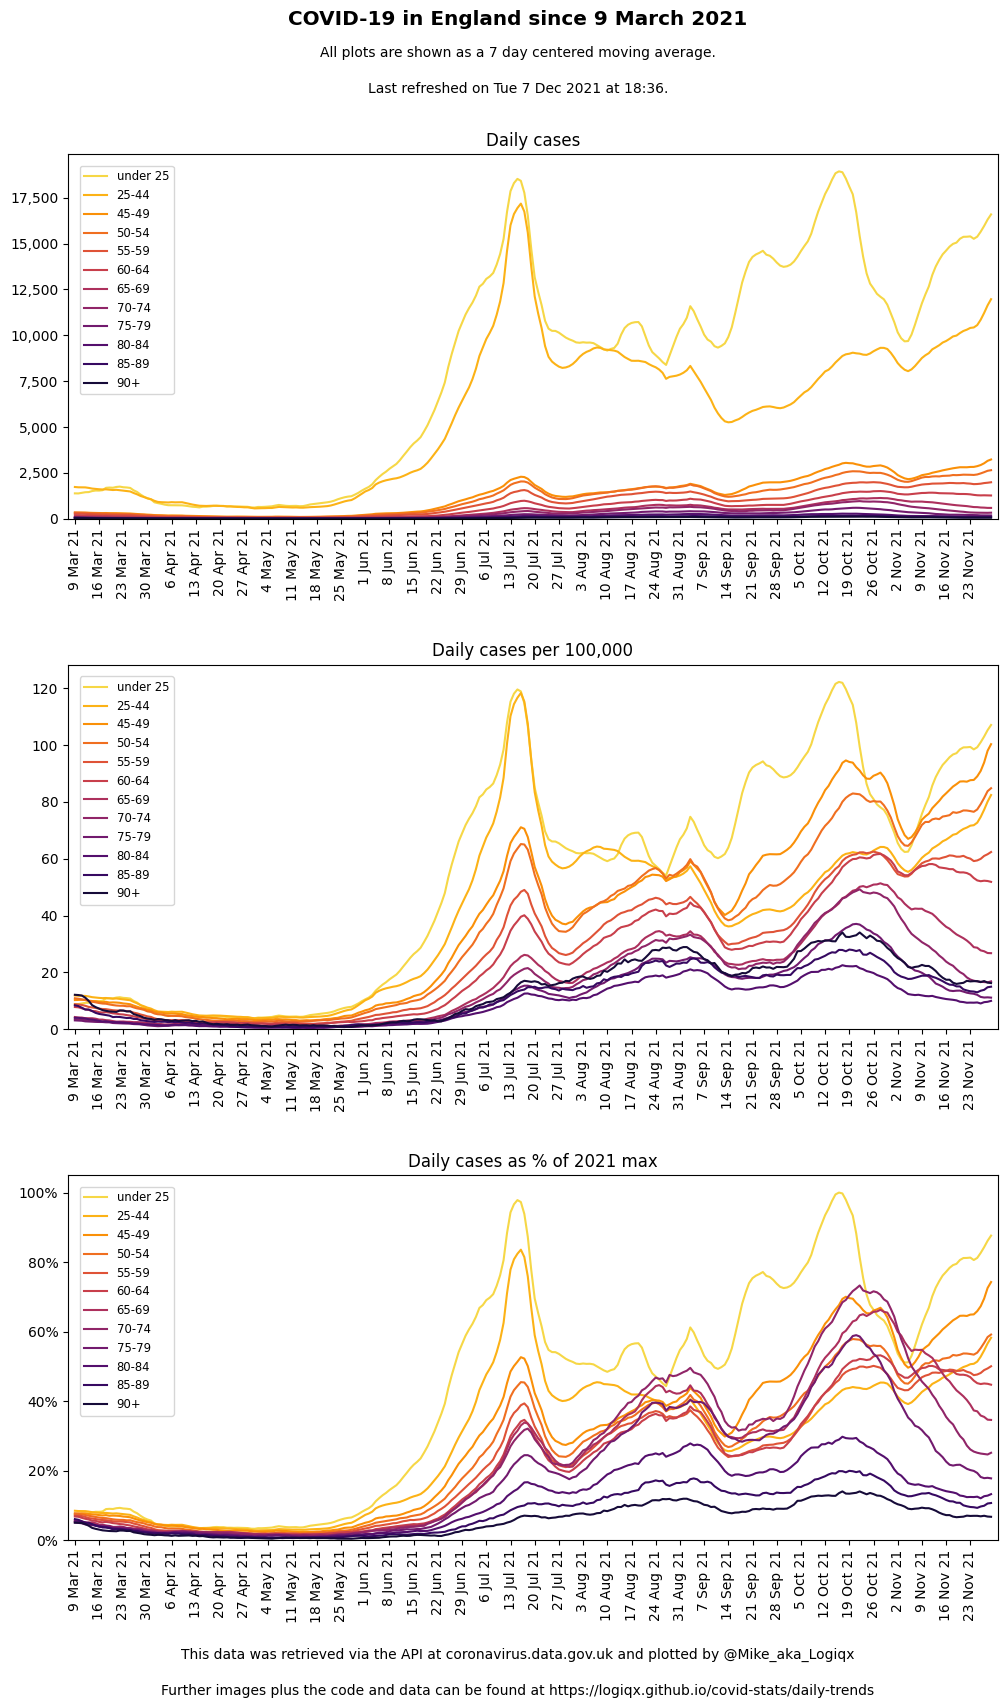 COVID-19 in England since 9 March 2021
All plots are shown as a 7 day centered moving average.
Last refreshed on Tue 7 Dec 2021 at 18:36.
Daily cases
17,500
15,000
12,500
10,000
7,500
5,000
2,500
0
under 25
25-44
45-49
50-54
55-59
60-64
65-69
70-74
75-79
80-84
85-89
90+
9 Mar 21
16 Mar 21
23 Mar 21
30 Mar 21
6 Apr 21
13 Apr 21
20 Apr 21
27 Apr 21
4 May 21
11 May 21
18 May 21
25 May 21
1 Jun 21
8 Jun 21
15 Jun 21
22 Jun 21
29 Jun 21
6 Jul 21
13 Jul 21
20 Jul 21
27 Jul 21
3 Aug 21
10 Aug 21
17 Aug 21
24 Aug 21
31 Aug 21
7 Sep 21
14 Sep 21
21 Sep 21
28 Sep 21
5 Oct 21
12 Oct 21
19 Oct 21
26 Oct 21
2 Nov 21
9 Nov 21
16 Nov 21
23 Nov 21
Daily cases per 100,000
120
100
80
60
40
20
0
under 25
25-44
45-49
50-54
55-59
60-64
65-69
70-74
75-79
80-84
85-89
90+
9 Mar 21
16 Mar 21
23 Mar 21
30 Mar 21
6 Apr 21
13 Apr 21
20 Apr 21
27 Apr 21
4 May 21
11 May 21
18 May 21
25 May 21
1 Jun 21
8 Jun 21
15 Jun 21
22 Jun 21
29 Jun 21
6 Jul 21
13 Jul 21
20 Jul 21
27 Jul 21
3 Aug 21
10 Aug 21
17 Aug 21
24 Aug 21
31 Aug 21
7 Sep 21
14 Sep 21
21 Sep 21
28 Sep 21
5 Oct 21
12 Oct 21
19 Oct 21
26 Oct 21
2 Nov 21
9 Nov 21
16 Nov 21
23 Nov 21
Daily cases as % of 2021 max
100%
80%
60%
40%
20%
0%
under 25
25-44
45-49
50-54
55-59
60-64
65-69
70-74
75-79
80-84
85-89
90+
9 Mar 21
16 Mar 21
23 Mar 21
30 Mar 21
6 Apr 21
13 Apr 21
20 Apr 21
27 Apr 21
4 May 21
11 May 21
18 May 21
25 May 21
1 Jun 21
8 Jun 21
15 Jun 21
22 Jun 21
29 Jun 21
6 Jul 21
13 Jul 21
20 Jul 21
27 Jul 21
3 Aug 21
10 Aug 21
17 Aug 21
24 Aug 21
31 Aug 21
7 Sep 21
14 Sep 21
21 Sep 21
28 Sep 21
5 Oct 21
12 Oct 21
19 Oct 21
26 Oct 21
2 Nov 21
9 Nov 21
16 Nov 21
23 Nov 21
This data was retrieved via the API at coronavirus.data.gov.uk and plotted by @Mike_aka_Logiqx
Further images plus the code and data can be found at https://logiqx.github.io/covid-stats/daily-trends